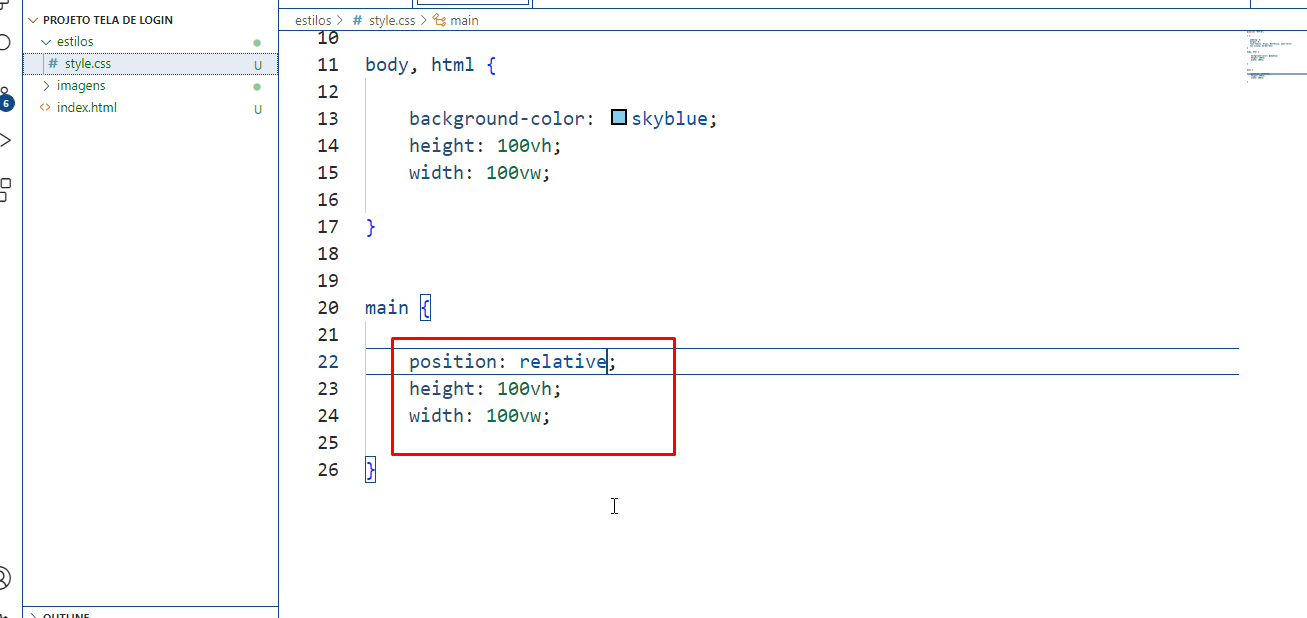 PROJETO TELA DE LOGIN
estilos
# style.css U
imagens
index.html U
6
OUTLINE
estilos > # style.css > main
10
11 body, html {
12
13 background-color: skyblue;
14 height: 100vh;
15 width: 100vw;
16
17 }
18
19
20 main {
21
22 position: relative;
23 height: 100vh;
24 width: 100vw;
25
26 }